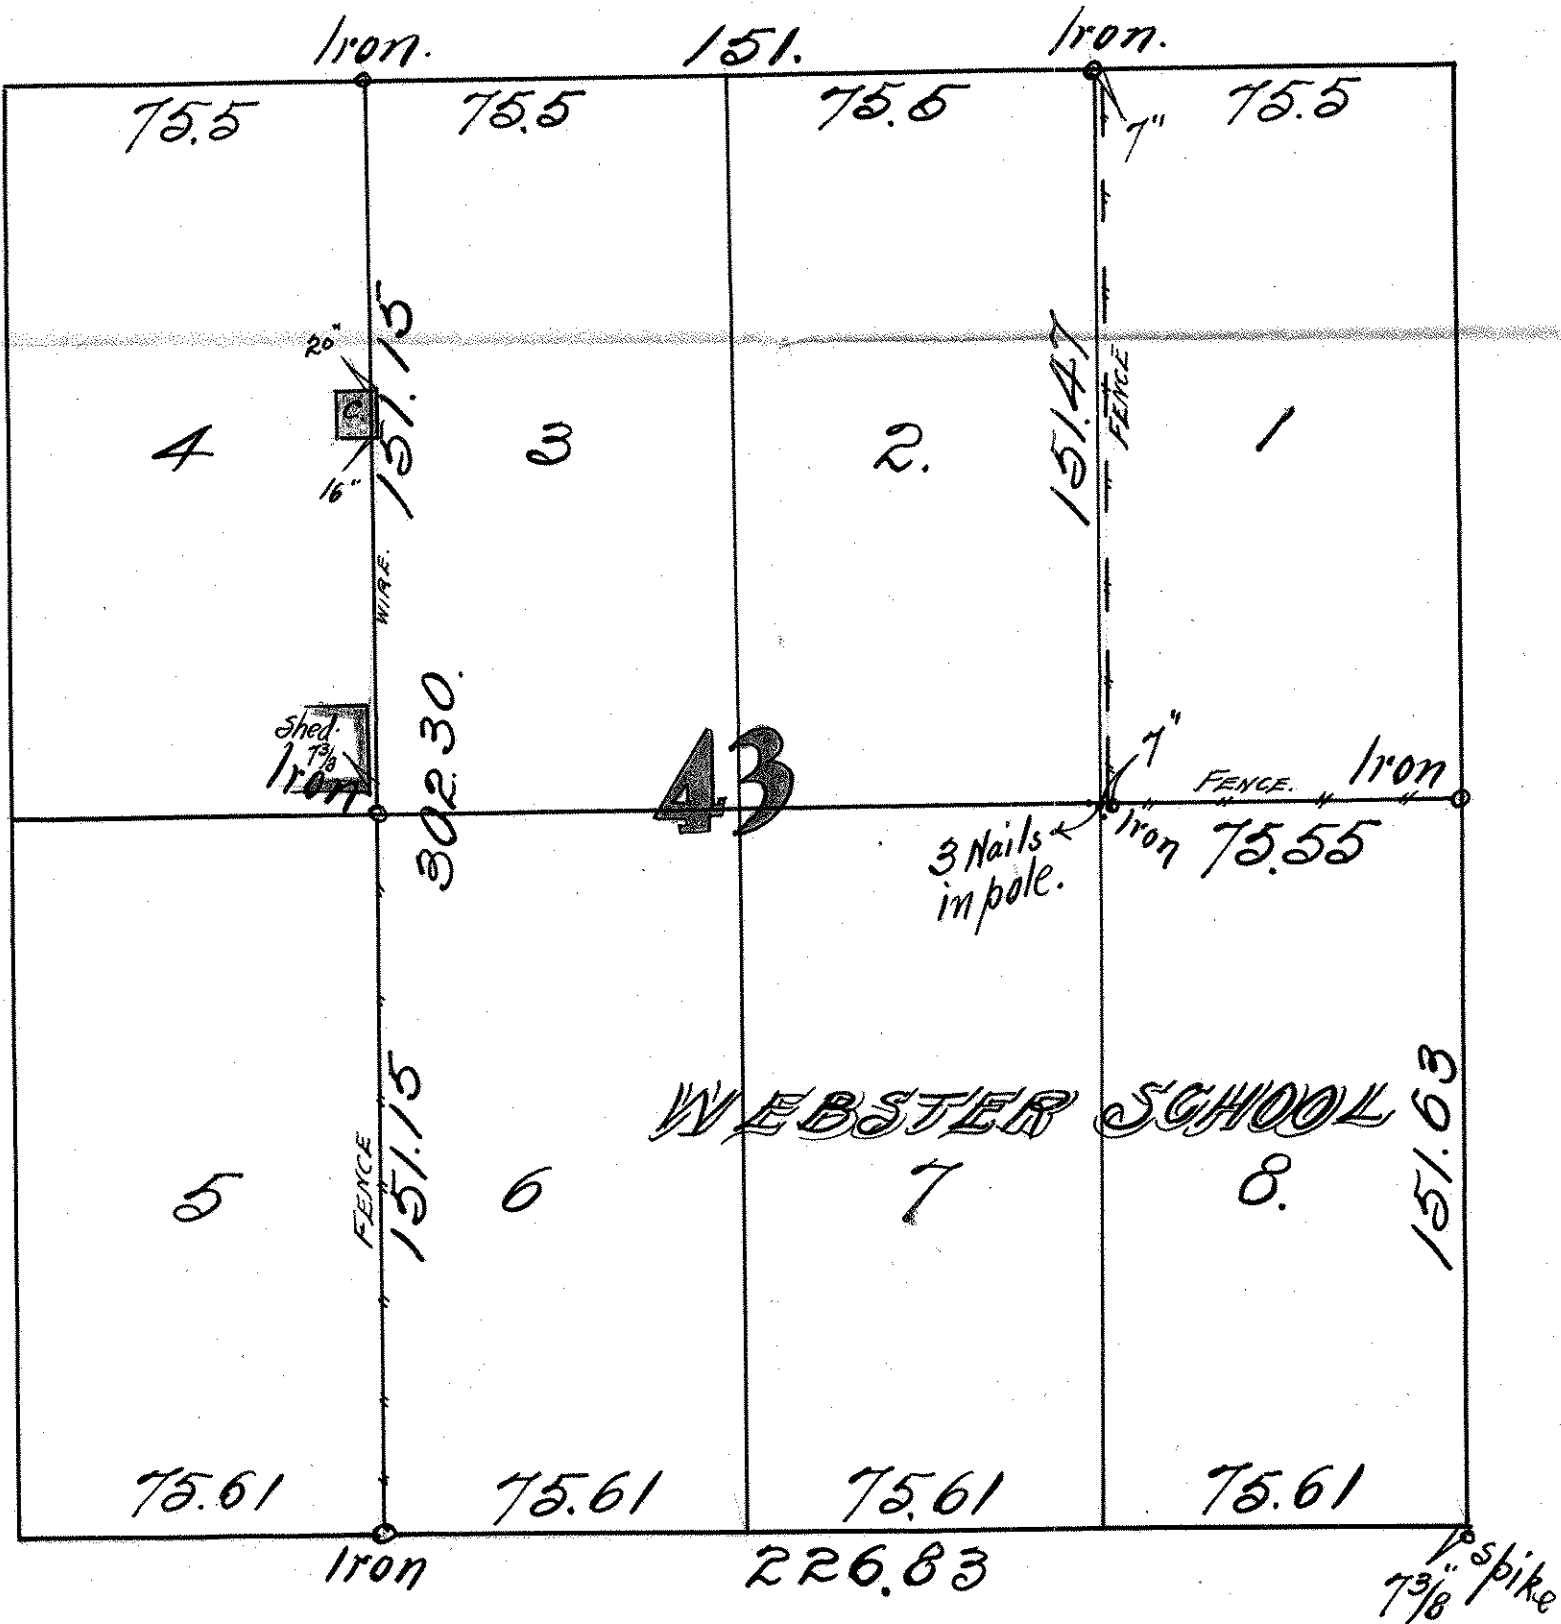 Iron. 151. Iron.
75.5 75.5 75.5 75.5
7"
20"
151.15
151.47
FENCE
C.
4 3 2. 1
16"
WIRE.
Shed.
7 3/8
Iron
302.30.
43
7"
FENCE. Iron
3 Nails
in pole.
Iron
75.55
151.15
FENCE
WEBSTER SCHOOL
151.63
5 6 7 8.
75.61 75.61 75.61 75.61
Iron 226.83
spike
7 3/8"